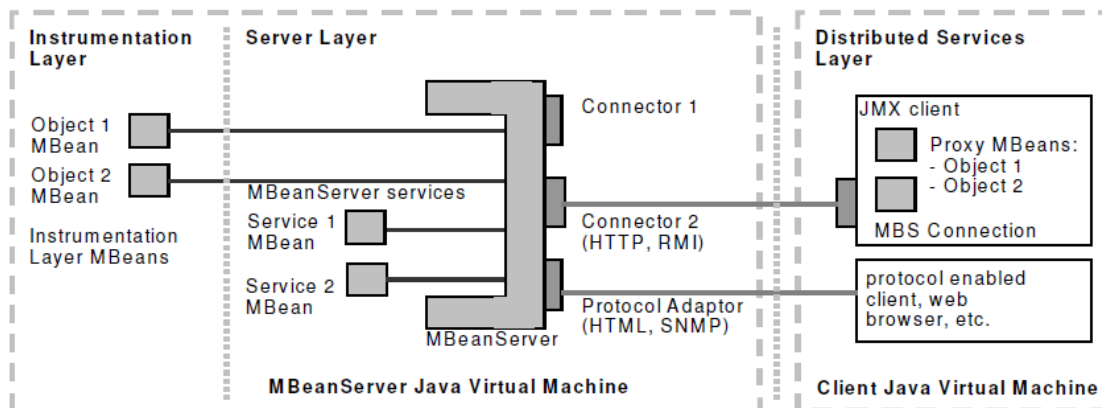 Instrumentation
Layer
Object 1
MBean
Object 2
MBean
Instrumentation
Layer MBeans
Server Layer
MBeanServer services
Service 1
MBean
Service 2
MBean
MBeanServer
Connector 1
Connector 2
(HTTP, RMI)
Protocol Adaptor
(HTML, SNMP)
MBeanServer Java Virtual Machine
Distributed Services
Layer
JMX client
Proxy MBeans:
- Object 1
- Object 2
MBS Connection
protocol enabled
client, web
browser, etc.
Client Java Virtual Machine